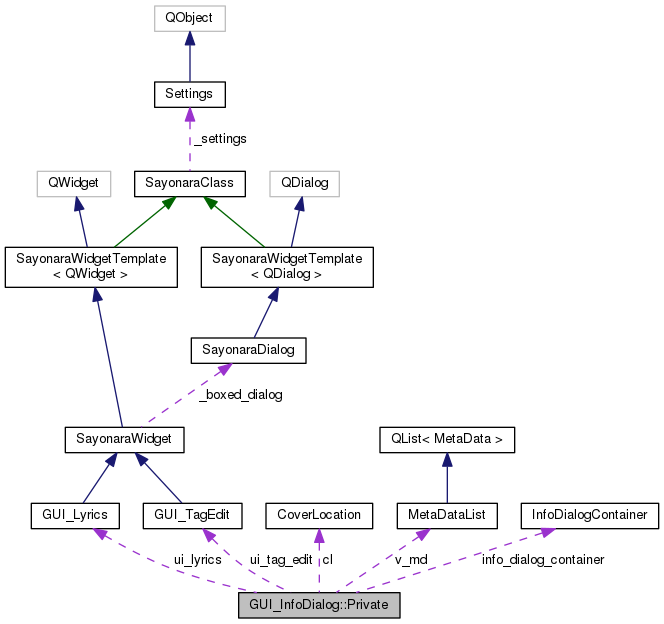 QObject
Settings
_settings
QWidget
SayonaraClass
QDialog
SayonaraWidgetTemplate
< QWidget >
SayonaraWidgetTemplate
< QDialog >
SayonaraDialog
_boxed_dialog
SayonaraWidget
QList< MetaData >
GUI_Lyrics
GUI_TagEdit
CoverLocation
MetaDataList
InfoDialogContainer
ui_lyrics
ui_tag_edit
cl
v_md
info_dialog_container
GUI_InfoDialog::Private